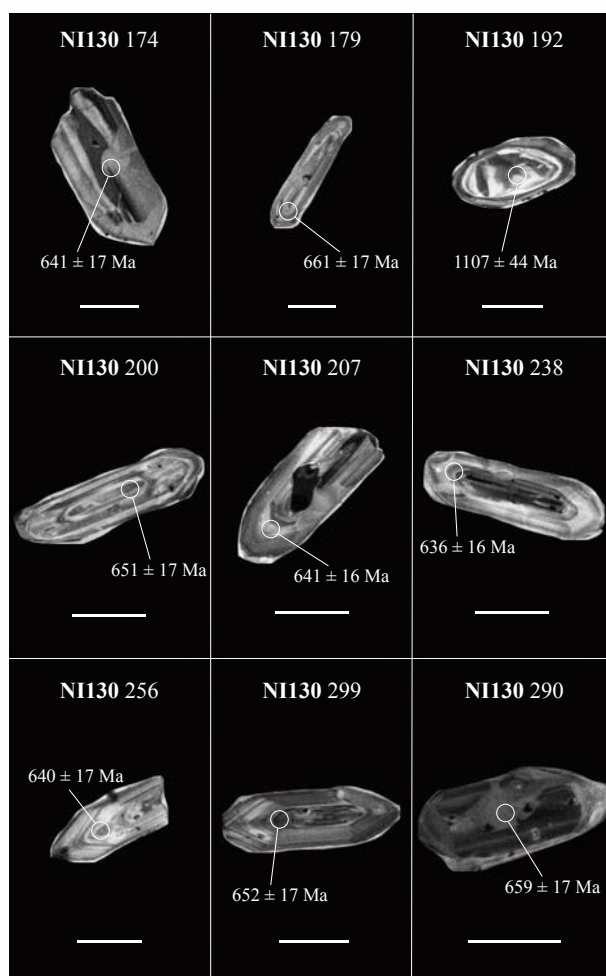 NI130 174
641 ± 17 Ma
NI130 179
661 ± 17 Ma
NI130 192
1107 ± 44 Ma
NI130 200
651 ± 17 Ma
NI130 207
641 ± 16 Ma
NI130 238
636 ± 16 Ma
NI130 256
640 ± 17 Ma
NI130 299
652 ± 17 Ma
NI130 290
659 ± 17 Ma